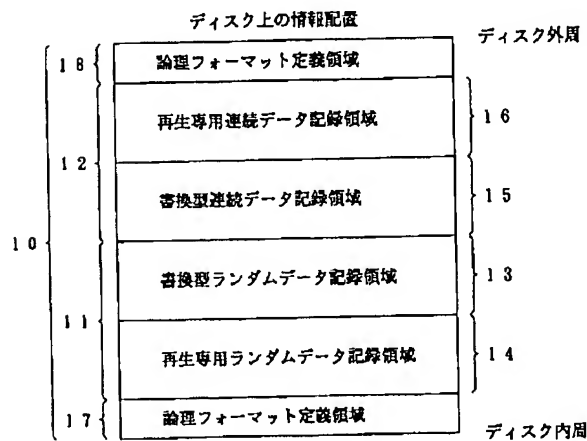 ディスク上の情報配置
ディスク外周
18 論理フォーマット定義領域
再生専用連続データ記録領域 16
12
書換型連続データ記録領域 15
10
書換型ランダムデータ記録領域 13
11
再生専用ランダムデータ記録領域 14
17 論理フォーマット定義領域
ディスク内周